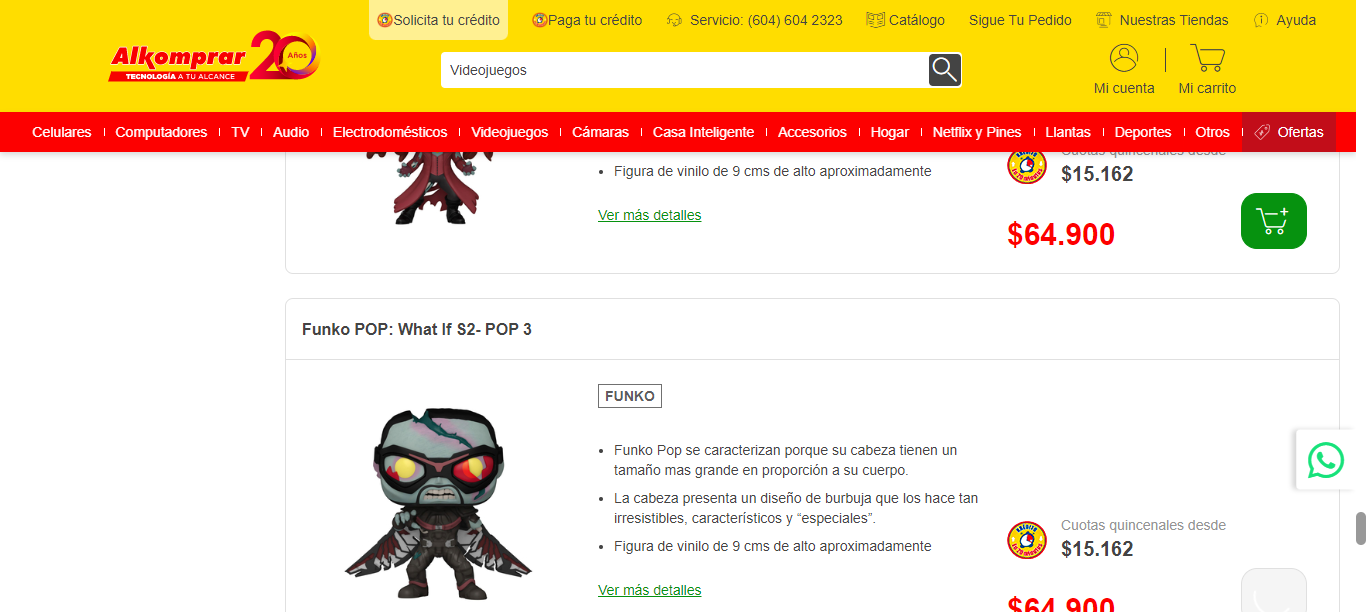 Solicita tu crédito
Paga tu crédito
Servicio: (604) 604 2323
Catálogo
Sigue Tu Pedido
Nuestras Tiendas
Ayuda
Alkomprar 20 Años
TECNOLOGÍA A TU ALCANCE
Videojuegos
Mi cuenta
Mi carrito
Celulares
Computadores
TV
Audio
Electrodomésticos
Videojuegos
Cámaras
Casa Inteligente
Accesorios
Hogar
Netflix y Pines
Llantas
Deportes
Otros
Ofertas
Figura de vinilo de 9 cms de alto aproximadamente
Ver más detalles
Cuotas quincenales desde
$15.162
$64.900
Funko POP: What If S2- POP 3
FUNKO
Funko Pop se caracterizan porque su cabeza tienen un
tamaño mas grande en proporción a su cuerpo.
La cabeza presenta un diseño de burbuja que los hace tan
irresistibles, característicos y “especiales”.
Figura de vinilo de 9 cms de alto aproximadamente
Ver más detalles
Cuotas quincenales desde
$15.162
$64.900